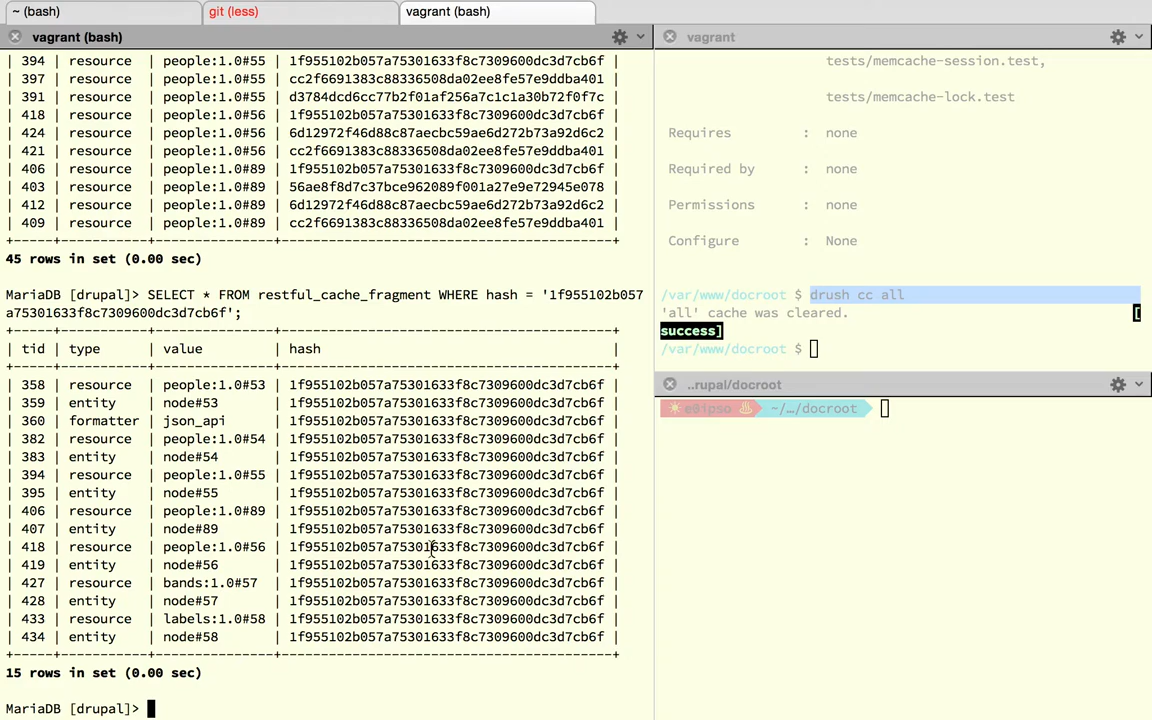 ~ (bash)
git (less)
vagrant (bash)
vagrant (bash)
| 394 | resource | people:1.0#55 | 1f955102b057a75301633f8c7309600dc3d7cb6f |
| 397 | resource | people:1.0#55 | cc2f6691383c88336508da02ee8fe57e9ddba401 |
| 391 | resource | people:1.0#55 | d3784dcd6cc77b2f01af256a7c1c1a30b72f0f7c |
| 418 | resource | people:1.0#56 | 1f955102b057a75301633f8c7309600dc3d7cb6f |
| 424 | resource | people:1.0#56 | 6d12972f46d88c87aecbc59ae6d272b73a92d6c2 |
| 421 | resource | people:1.0#56 | cc2f6691383c88336508da02ee8fe57e9ddba401 |
| 406 | resource | people:1.0#89 | 1f955102b057a75301633f8c7309600dc3d7cb6f |
| 403 | resource | people:1.0#89 | 56ae8f8d7c37bce962089f001a27e9e72945e078 |
| 412 | resource | people:1.0#89 | 6d12972f46d88c87aecbc59ae6d272b73a92d6c2 |
| 409 | resource | people:1.0#89 | cc2f6691383c88336508da02ee8fe57e9ddba401 |
45 rows in set (0.00 sec)
MariaDB [drupal]> SELECT * FROM restful_cache_fragment WHERE hash = '1f955102b057
a75301633f8c7309600dc3d7cb6f';
| tid | type | value | hash |
| 358 | resource | people:1.0#53 | 1f955102b057a75301633f8c7309600dc3d7cb6f |
| 359 | entity | node#53 | 1f955102b057a75301633f8c7309600dc3d7cb6f |
| 360 | formatter | json_api | 1f955102b057a75301633f8c7309600dc3d7cb6f |
| 382 | resource | people:1.0#54 | 1f955102b057a75301633f8c7309600dc3d7cb6f |
| 383 | entity | node#54 | 1f955102b057a75301633f8c7309600dc3d7cb6f |
| 394 | resource | people:1.0#55 | 1f955102b057a75301633f8c7309600dc3d7cb6f |
| 395 | entity | node#55 | 1f955102b057a75301633f8c7309600dc3d7cb6f |
| 406 | resource | people:1.0#89 | 1f955102b057a75301633f8c7309600dc3d7cb6f |
| 407 | entity | node#89 | 1f955102b057a75301633f8c7309600dc3d7cb6f |
| 418 | resource | people:1.0#56 | 1f955102b057a75301633f8c7309600dc3d7cb6f |
| 419 | entity | node#56 | 1f955102b057a75301633f8c7309600dc3d7cb6f |
| 427 | resource | bands:1.0#57 | 1f955102b057a75301633f8c7309600dc3d7cb6f |
| 428 | entity | node#57 | 1f955102b057a75301633f8c7309600dc3d7cb6f |
| 433 | resource | labels:1.0#58 | 1f955102b057a75301633f8c7309600dc3d7cb6f |
| 434 | entity | node#58 | 1f955102b057a75301633f8c7309600dc3d7cb6f |
15 rows in set (0.00 sec)
MariaDB [drupal]>
vagrant
tests/memcache-session.test,
tests/memcache-lock.test
Requires : none
Required by : none
Permissions : none
Configure : None
/var/www/docroot $ drush cc all
'all' cache was cleared. [
success]
/var/www/docroot $
..rupal/docroot
e0ipso ~/…/docroot